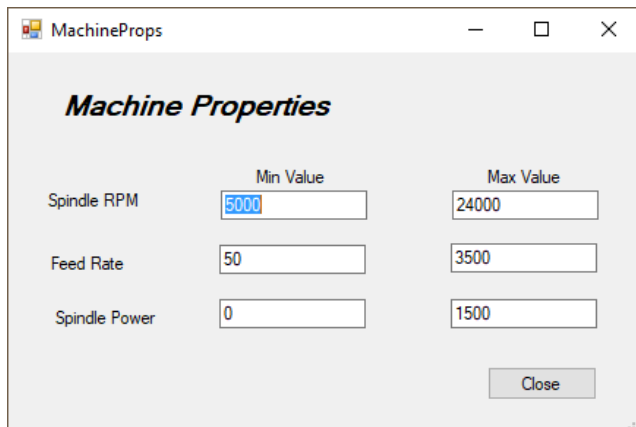 MachineProps
Machine Properties
Min Value Max Value
Spindle RPM 5000 24000
Feed Rate 50 3500
Spindle Power 0 1500
Close